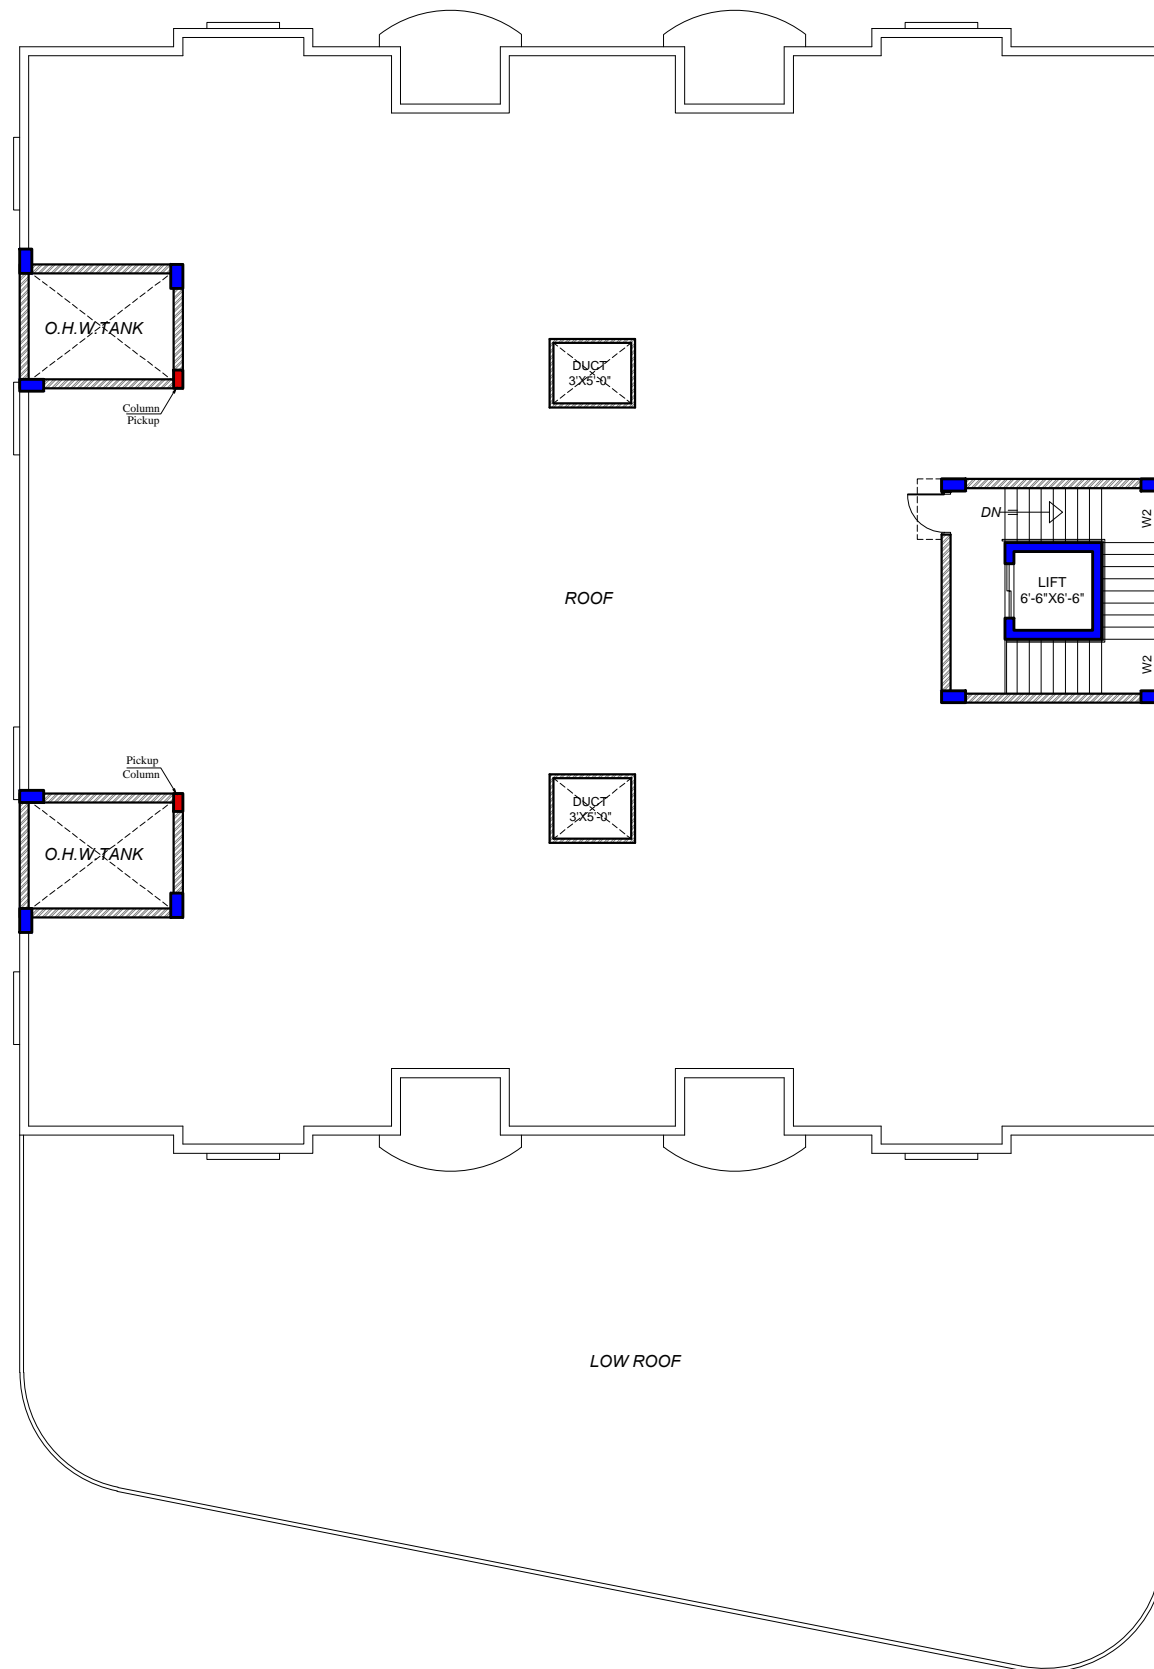 O.H.W.TANK
DUCT
3'X5'-0"
Column
Pickup
DN
W2
LIFT
6'-6"X6'-6"
ROOF
W2
Pickup
Column
DUCT
3'X5'-0"
O.H.W.TANK
LOW ROOF